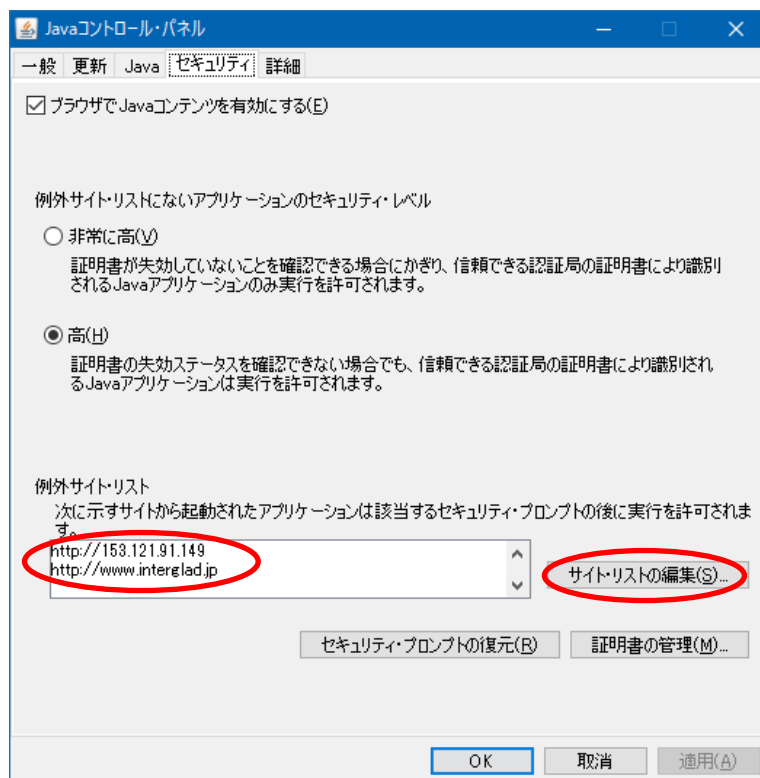 Javaコントロール・パネル
一般 更新 Java セキュリティ 詳細
ブラウザでJavaコンテンツを有効にする(E)
例外サイト・リストにないアプリケーションのセキュリティ・レベル
非常に高(V)
証明書が失効していないことを確認できる場合にかぎり、信頼できる認証局の証明書により識別
されるJavaアプリケーションのみ実行を許可されます。
高(H)
証明書の失効ステータスを確認できない場合でも、信頼できる認証局の証明書により識別され
るJavaアプリケーションは実行を許可されます。
例外サイト・リスト
次に示すサイトから起動されたアプリケーションは該当するセキュリティ・プロンプトの後に実行を許可されま
す。
http://153.121.91.149
http://www.interglad.jp
サイト・リストの編集(S)...
セキュリティ・プロンプトの復元(R) 証明書の管理(M)...
OK 取消 適用(A)